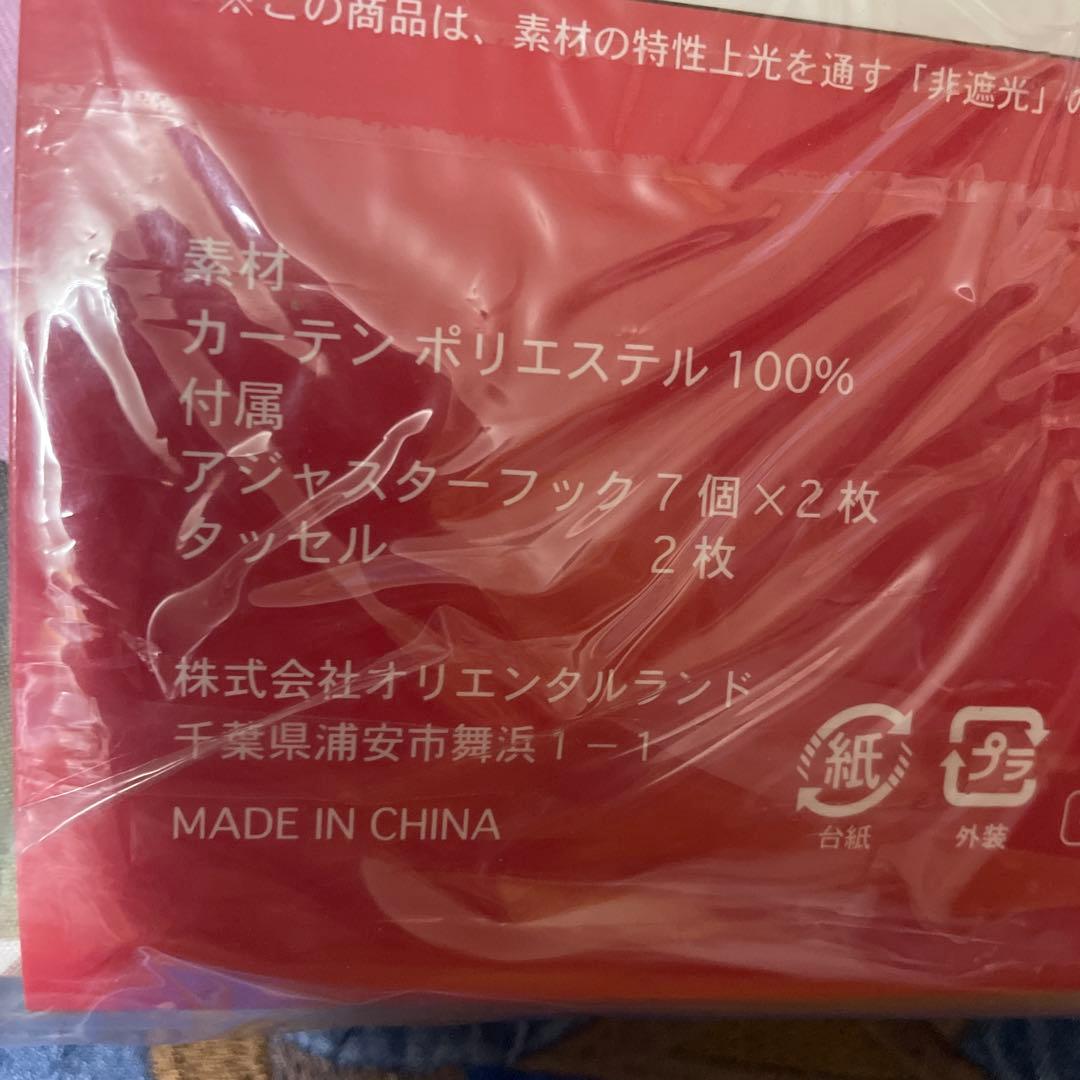 ※この商品は、素材の特性上光を通す「非遮光」の
素材
カーテン ポリエステル 100%
付属
アジャスターフック 7 個×2 枚
タッセル 2 枚
株式会社オリエンタルランド
千葉県浦安市舞浜1-1
MADE IN CHINA
紙
台紙
プラ
外装